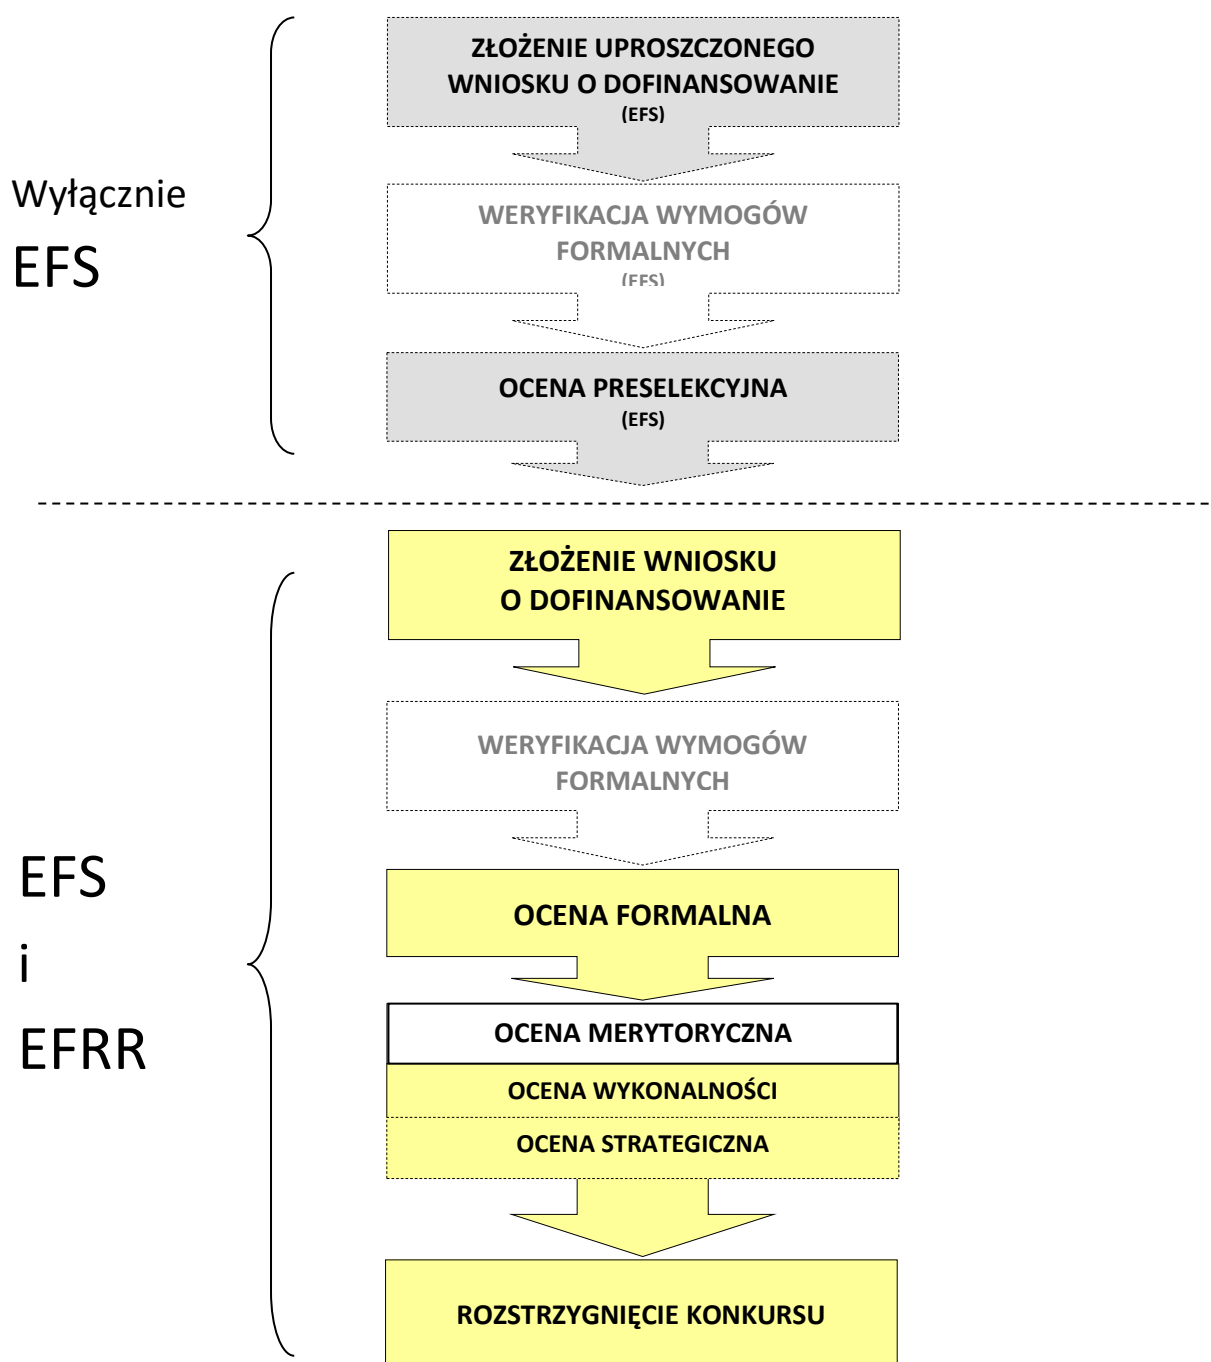 ZŁOŻENIE UPROSZCZONEGO
WNIOSKU O DOFINANSOWANIE
(EFS)
Wyłącznie
EFS
WERYFIKACJA WYMOGÓW
FORMALNYCH
(EFS)
OCENA PRESELEKCYJNA
(EFS)
ZŁOŻENIE WNIOSKU
O DOFINANSOWANIE
WERYFIKACJA WYMOGÓW
FORMALNYCH
EFS
i
EFRR
OCENA FORMALNA
OCENA MERYTORYCZNA
OCENA WYKONALNOŚCI
OCENA STRATEGICZNA
ROZSTRZYGNIĘCIE KONKURSU